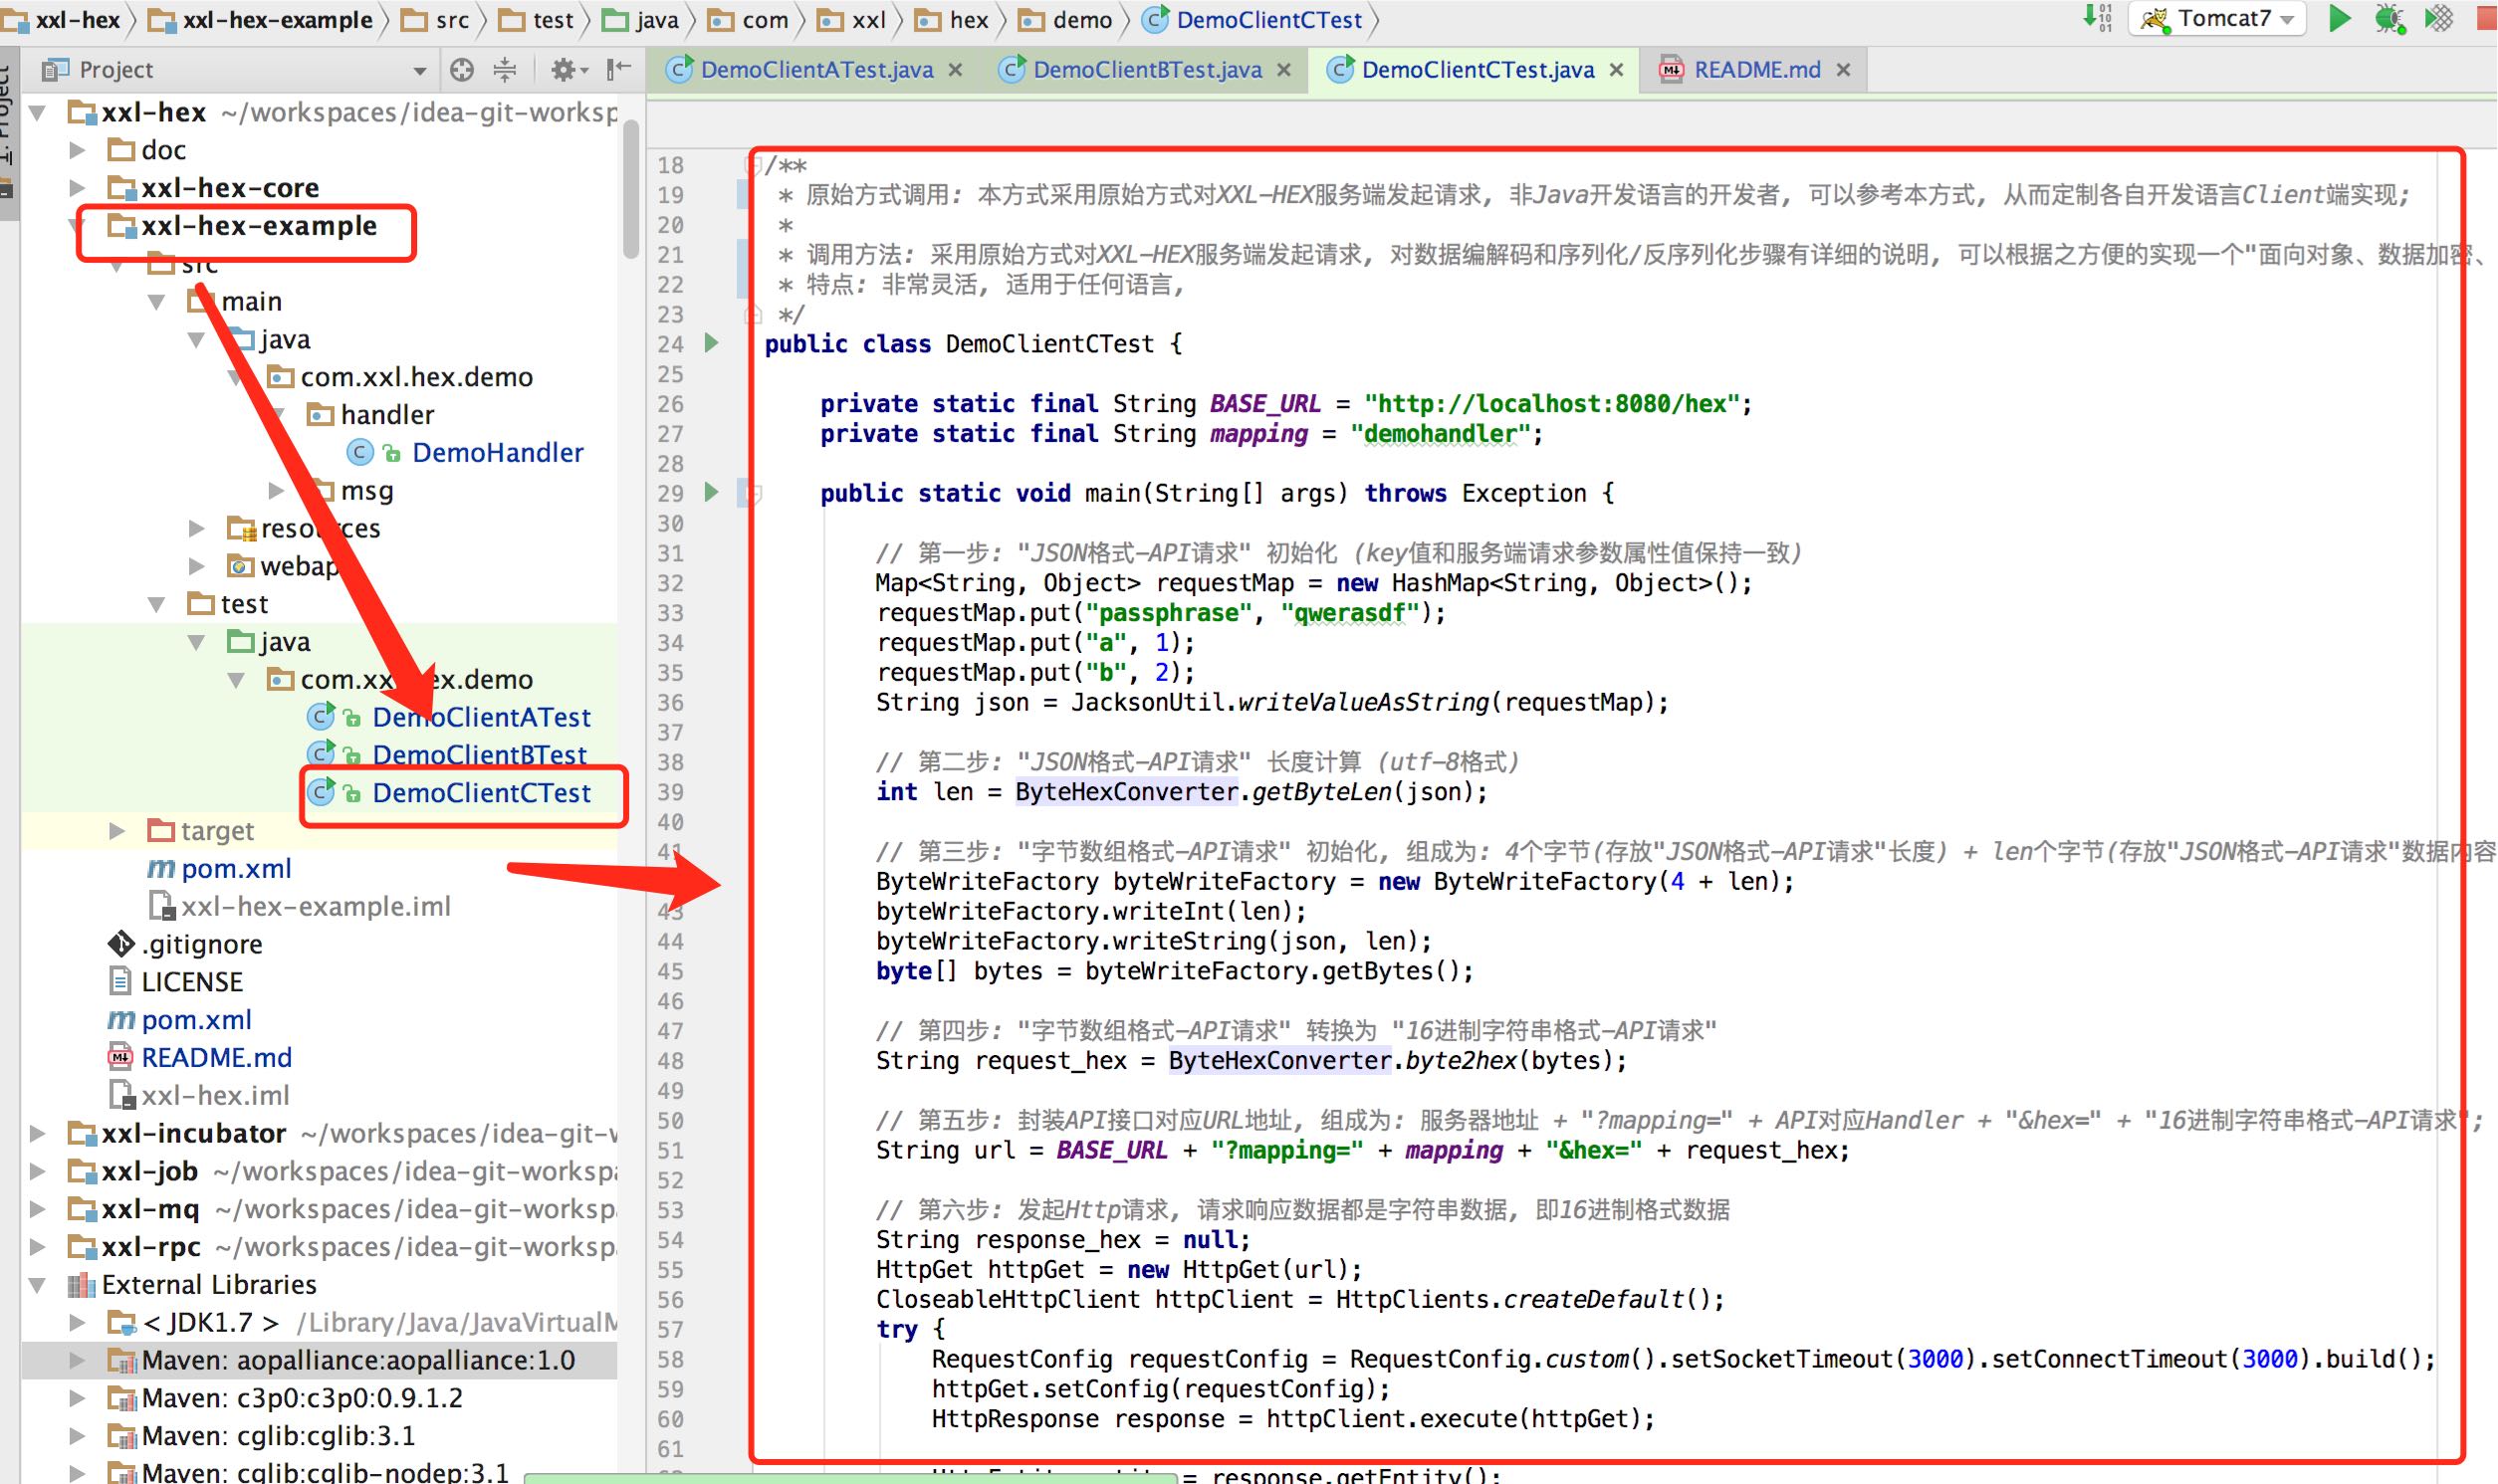 xxl-hex xxl-hex-example src test java com xxl hex demo DemoClientCTest
Tomcat7
Project
DemoClientATest.java DemoClientBTest.java DemoClientCTest.java README.md
xxl-hex ~/workspaces/idea-git-worksp
doc
xxl-hex-core
xxl-hex-example
src
main
java
com.xxl.hex.demo
handler
DemoHandler
msg
resources
webap
test
java
com.xx ex.demo
DemoClientATest
DemoClientBTest
DemoClientCTest
target
pom.xml
xxl-hex-example.iml
.gitignore
LICENSE
pom.xml
README.md
xxl-hex.iml
xxl-incubator ~/workspaces/idea-git-w
xxl-job ~/workspaces/idea-git-workspa
xxl-mq ~/workspaces/idea-git-worksp
xxl-rpc ~/workspaces/idea-git-worksp
External Libraries
< JDK1.7 > /Library/Java/JavaVirtualM
Maven: aopalliance:aopalliance:1.0
Maven: c3p0:c3p0:0.9.1.2
Maven: cglib:cglib:3.1
Maven: cglib:cglib-nodep:3.1
18 /**
19 * 原始方式调用: 本方式采用原始方式对XXL-HEX服务端发起请求, 非Java开发语言的开发者, 可以参考本方式, 从而定制各自开发语言Client端实现;
20 *
21 * 调用方法: 采用原始方式对XXL-HEX服务端发起请求, 对数据编解码和序列化/反序列化步骤有详细的说明, 可以根据之方便的实现一个"面向对象、数据加密、
22 * 特点: 非常灵活, 适用于任何语言,
23 */
24 public class DemoClientCTest {
25
26 private static final String BASE_URL = "http://localhost:8080/hex";
27 private static final String mapping = "demohandler";
28
29 public static void main(String[] args) throws Exception {
30
31 // 第一步: "JSON格式-API请求" 初始化 (key值和服务端请求参数属性值保持一致)
32 Map<String, Object> requestMap = new HashMap<String, Object>();
33 requestMap.put("passphrase", "qwerasdf");
34 requestMap.put("a", 1);
35 requestMap.put("b", 2);
36 String json = JacksonUtil.writeValueAsString(requestMap);
37
38 // 第二步: "JSON格式-API请求" 长度计算 (utf-8格式)
39 int len = ByteHexConverter.getByteLen(json);
40
41 // 第三步: "字节数组格式-API请求" 初始化, 组成为: 4个字节(存放"JSON格式-API请求"长度) + len个字节(存放"JSON格式-API请求"数据内容
ByteWriteFactory byteWriteFactory = new ByteWriteFactory(4 + len);
43 byteWriteFactory.writeInt(len);
44 byteWriteFactory.writeString(json, len);
45 byte[] bytes = byteWriteFactory.getBytes();
46
47 // 第四步: "字节数组格式-API请求" 转换为 "16进制字符串格式-API请求"
48 String request_hex = ByteHexConverter.byte2hex(bytes);
49
50 // 第五步: 封装API接口对应URL地址, 组成为: 服务器地址 + "?mapping=" + API对应Handler + "&hex=" + "16进制字符串格式-API请求";
51 String url = BASE_URL + "?mapping=" + mapping + "&hex=" + request_hex;
52
53 // 第六步: 发起Http请求, 请求响应数据都是字符串数据, 即16进制格式数据
54 String response_hex = null;
55 HttpGet httpGet = new HttpGet(url);
56 CloseableHttpClient httpClient = HttpClients.createDefault();
57 try {
58 RequestConfig requestConfig = RequestConfig.custom().setSocketTimeout(3000).setConnectTimeout(3000).build();
59 httpGet.setConfig(requestConfig);
60 HttpResponse response = httpClient.execute(httpGet);
61
= response.getEntity();